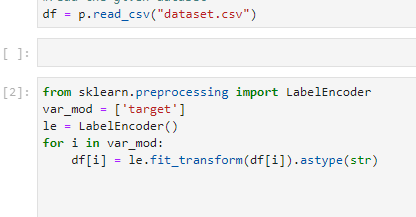 df = p.read_csv("dataset.csv")
[ ]:
[2]:
from sklearn.preprocessing import LabelEncoder
var_mod = ['target']
le = LabelEncoder()
for i in var_mod:
    df[i] = le.fit_transform(df[i]).astype(str)